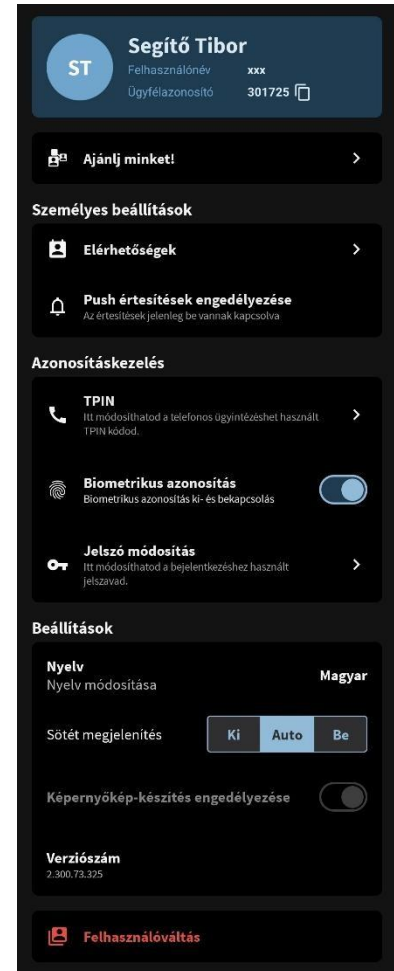 ST
Segítő Tibor
Felhasználónév xxx
Ügyfélazonosító 301725
Ajánlj minket!
Személyes beállítások
Elérhetőségek
Push értesítések engedélyezése
Az értesítések jelenleg be vannak kapcsolva
Azonosításkezelés
TPIN
Itt módosíthatod a telefonos ügyintézéshet használt
TPIN kódod.
Biometrikus azonosítás
Biometrikus azonosítás ki- és bekapcsolás
Jelszó módosítás
Itt módosíthatod a bejelentkezéshez használt
jelszavad.
Beállítások
Nyelv
Nyelv módosítása
Magyar
Sötét megjelenítés Ki Auto Be
Képernyőkép-készítés engedélyezése
Verziószám
2.300.73.325
Felhasználóváltás